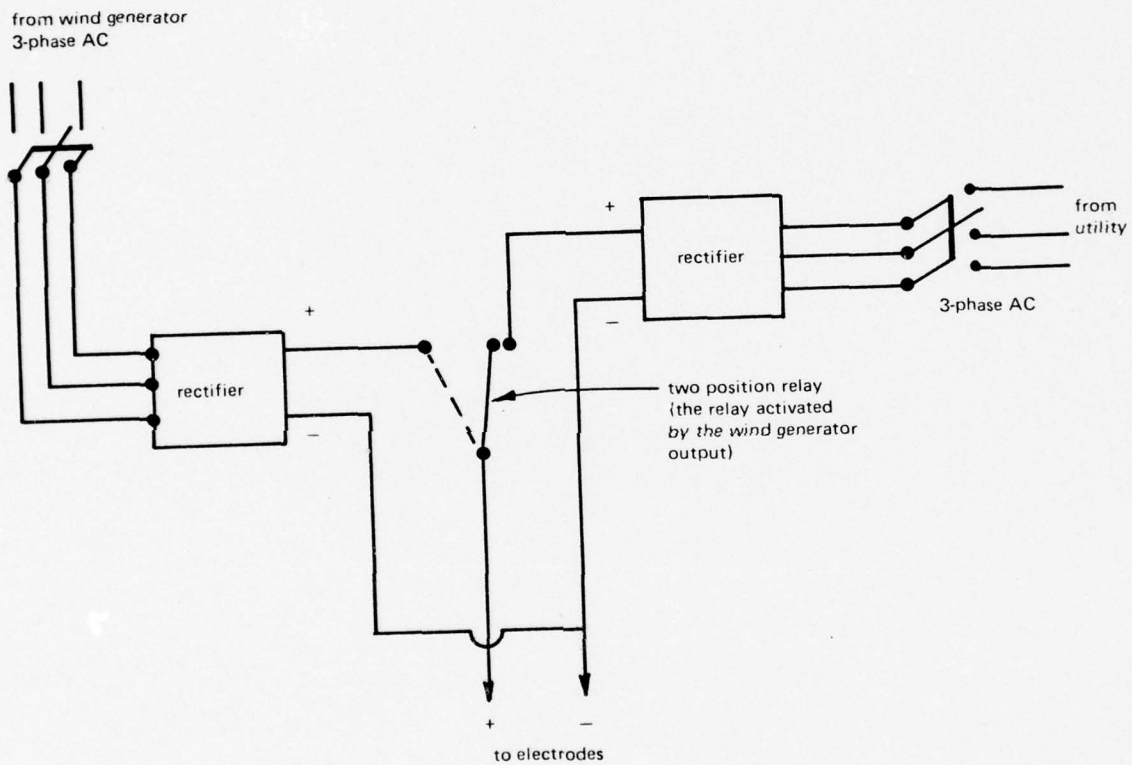 from wind generator
3-phase AC
+
rectifier
—
from
utility
3-phase AC
+
rectifier
—
two position relay
(the relay activated
by the wind generator
output)
+
—
to electrodes